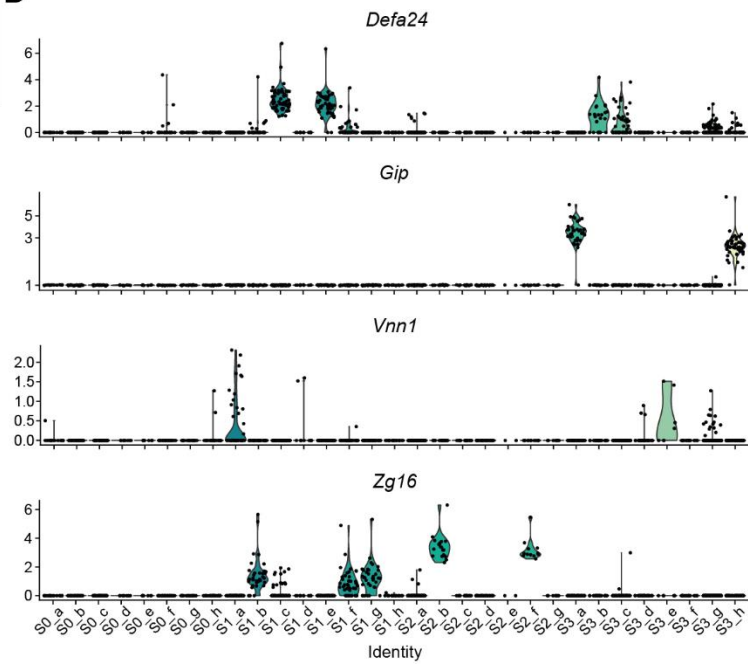 Defa24
6
4
2
0
Gip
5
3
1
Vnn1
2.0
1.5
1.0
0.5
0.0
Zg16
6
4
2
0
S0_a S0_b S0_c S0_d S0_e S0_f S0_g S0_h S1_a S1_b S1_c S1_d S1_e S1_f S1_g S1_h S2_a S2_b S2_c S2_d S2_e S2_f S2_g S3_a S3_b S3_c S3_d S3_e S3_f S3_g S3_h
Identity